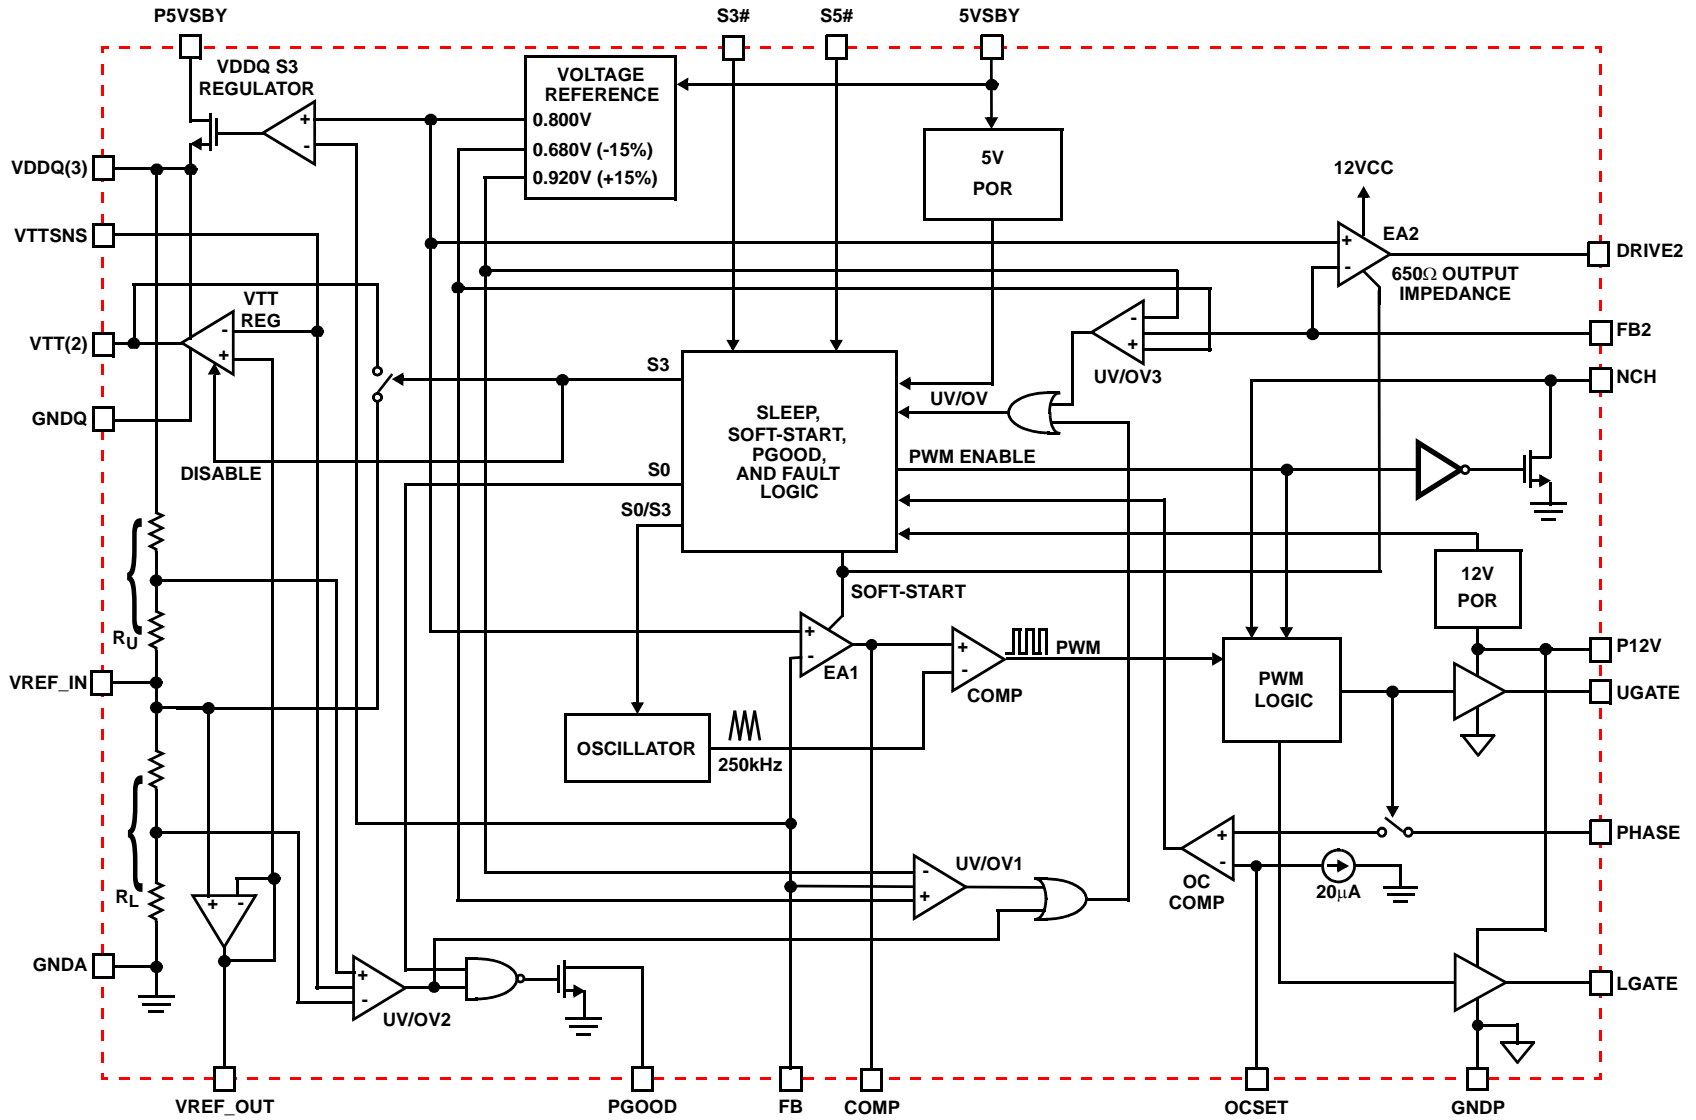 P5VSBY
S3#
S5#
5VSBY
VDDQ S3
REGULATOR
VOLTAGE
REFERENCE
0.800V
0.680V (-15%)
0.920V (+15%)
5V
POR
12VCC
VDDQ(3)
+
-
VTTSNS
+
-
EA2
DRIVE2
650Ω OUTPUT
IMPEDANCE
VTT
REG
VTT(2)
-
+
-
+
UV/OV3
FB2
S3
NCH
GNDQ
UV/OV
SLEEP,
SOFT-START,
PGOOD,
AND FAULT
LOGIC
DISABLE
S0
PWM ENABLE
S0/S3
SOFT-START
12V
POR
RU
+
-
EA1
+
-
COMP
PWM
P12V
VREF_IN
PWM
LOGIC
UGATE
OSCILLATOR
250kHz
+
-
OC
COMP
PHASE
20µA
UV/OV1
-
+
RL
+
-
GNDA
+
-
UV/OV2
LGATE
VREF_OUT
PGOOD
FB
COMP
OCSET
GNDP